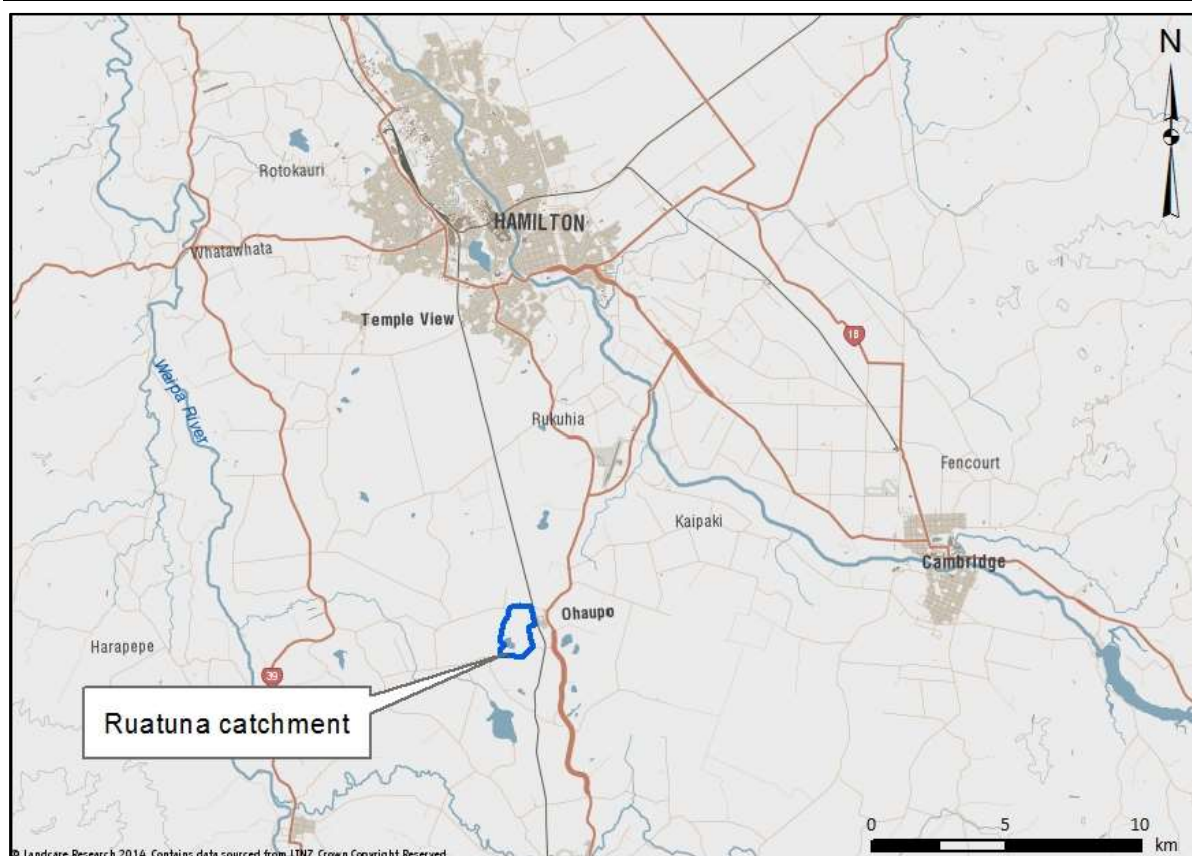 N
Rotokauri
HAMILTON
Whatawhata
Temple View
18
Waipa River
Rukuhia
Fencourt
Kaipaki
Cambridge
Ohaupo
Harapepe
39
Ruatuna catchment
0 5 10
km
© Landcare Research 2014. Contains data sourced from LINZ. Crown Copyright Reserved